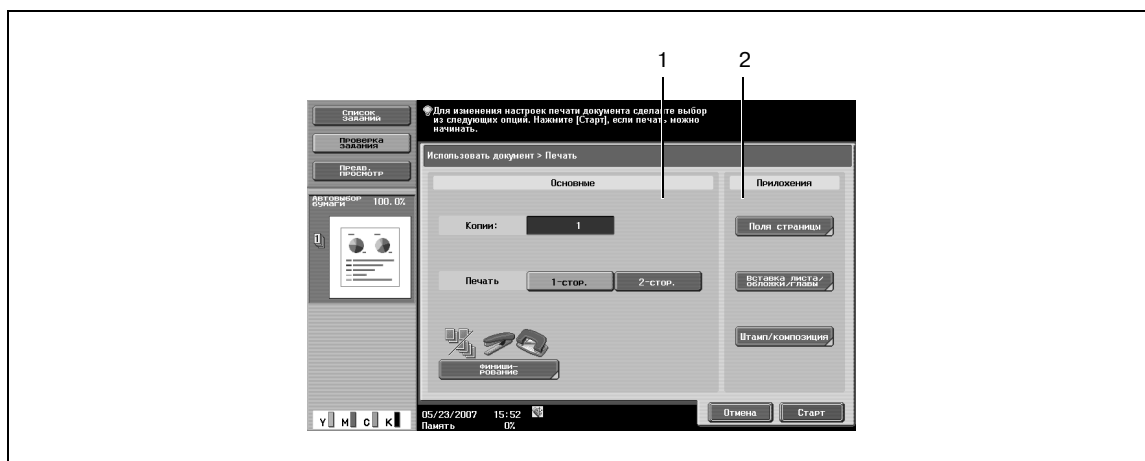 1 2
Список
заданий
Проверка
задания
Предв.
просмотр
Автовыбор
бумаги 100.0%
Для изменения настроек печати документа сделайте выбор
из следующих опций. Нажмите [Старт], если печать можно
начинать.
Использовать документ > Печать
Основные
Копии: 1
Печать 1-стор. 2-стор.
Финиши-
рование
Приложения
Поля страницы
Вставка листа/
обложки/главы
Штамп/композиция
Y M C K
05/23/2007 15:52
Память 0%
Отмена Старт